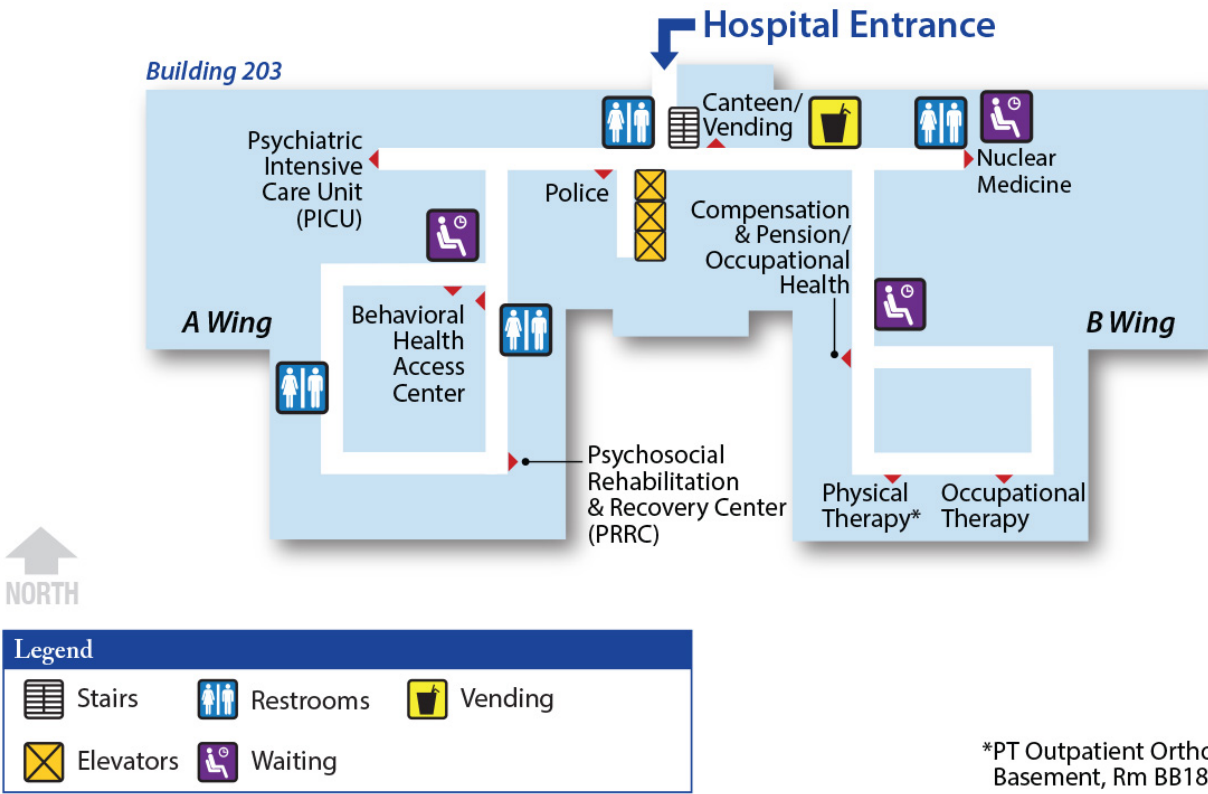 Hospital Entrance
Building 203
Psychiatric
Intensive
Care Unit
(PICU)
Police
Canteen/
Vending
Nuclear
Medicine
Compensation
& Pension/
Occupational
Health
A Wing
Behavioral
Health
Access
Center
B Wing
Psychosocial
Rehabilitation
& Recovery Center
(PRRC)
Physical
Therapy*
Occupational
Therapy
NORTH
Legend
Stairs
Restrooms
Vending
Elevators
Waiting
*PT Outpatient Ortho
Basement, Rm BB18